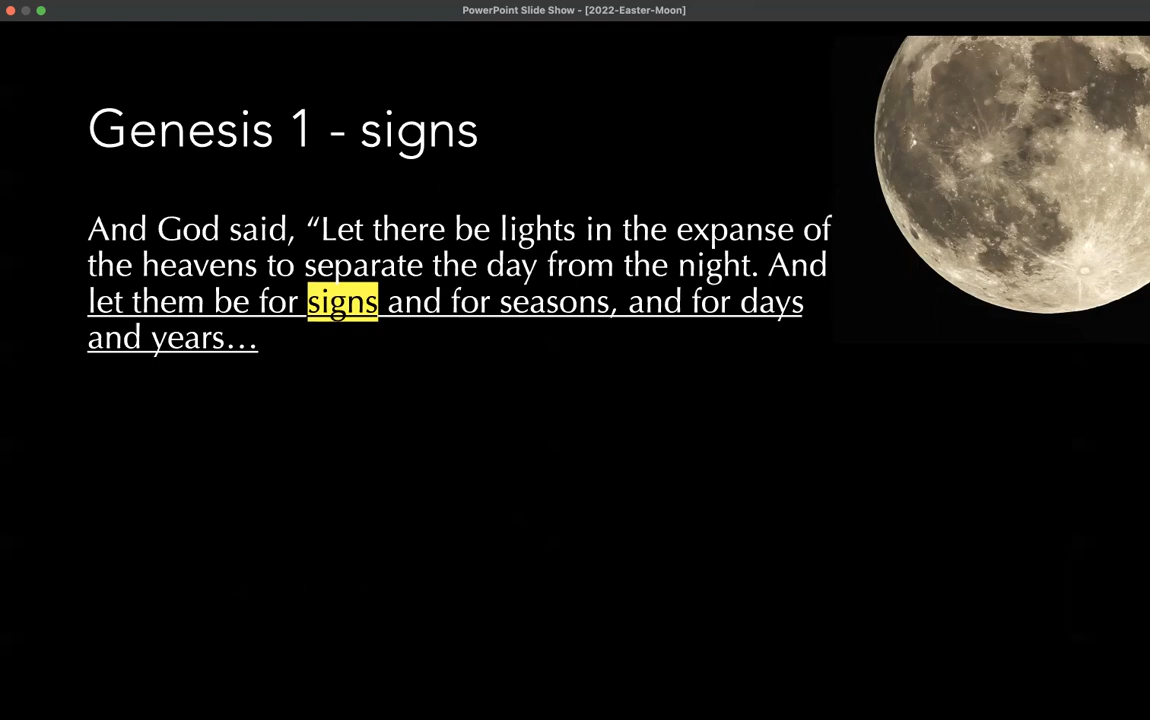 PowerPoint Slide Show - [2022-Easter-Moon]
Genesis 1 - signs
And God said, “Let there be lights in the expanse of
the heavens to separate the day from the night. And
let them be for signs and for seasons, and for days
and years…